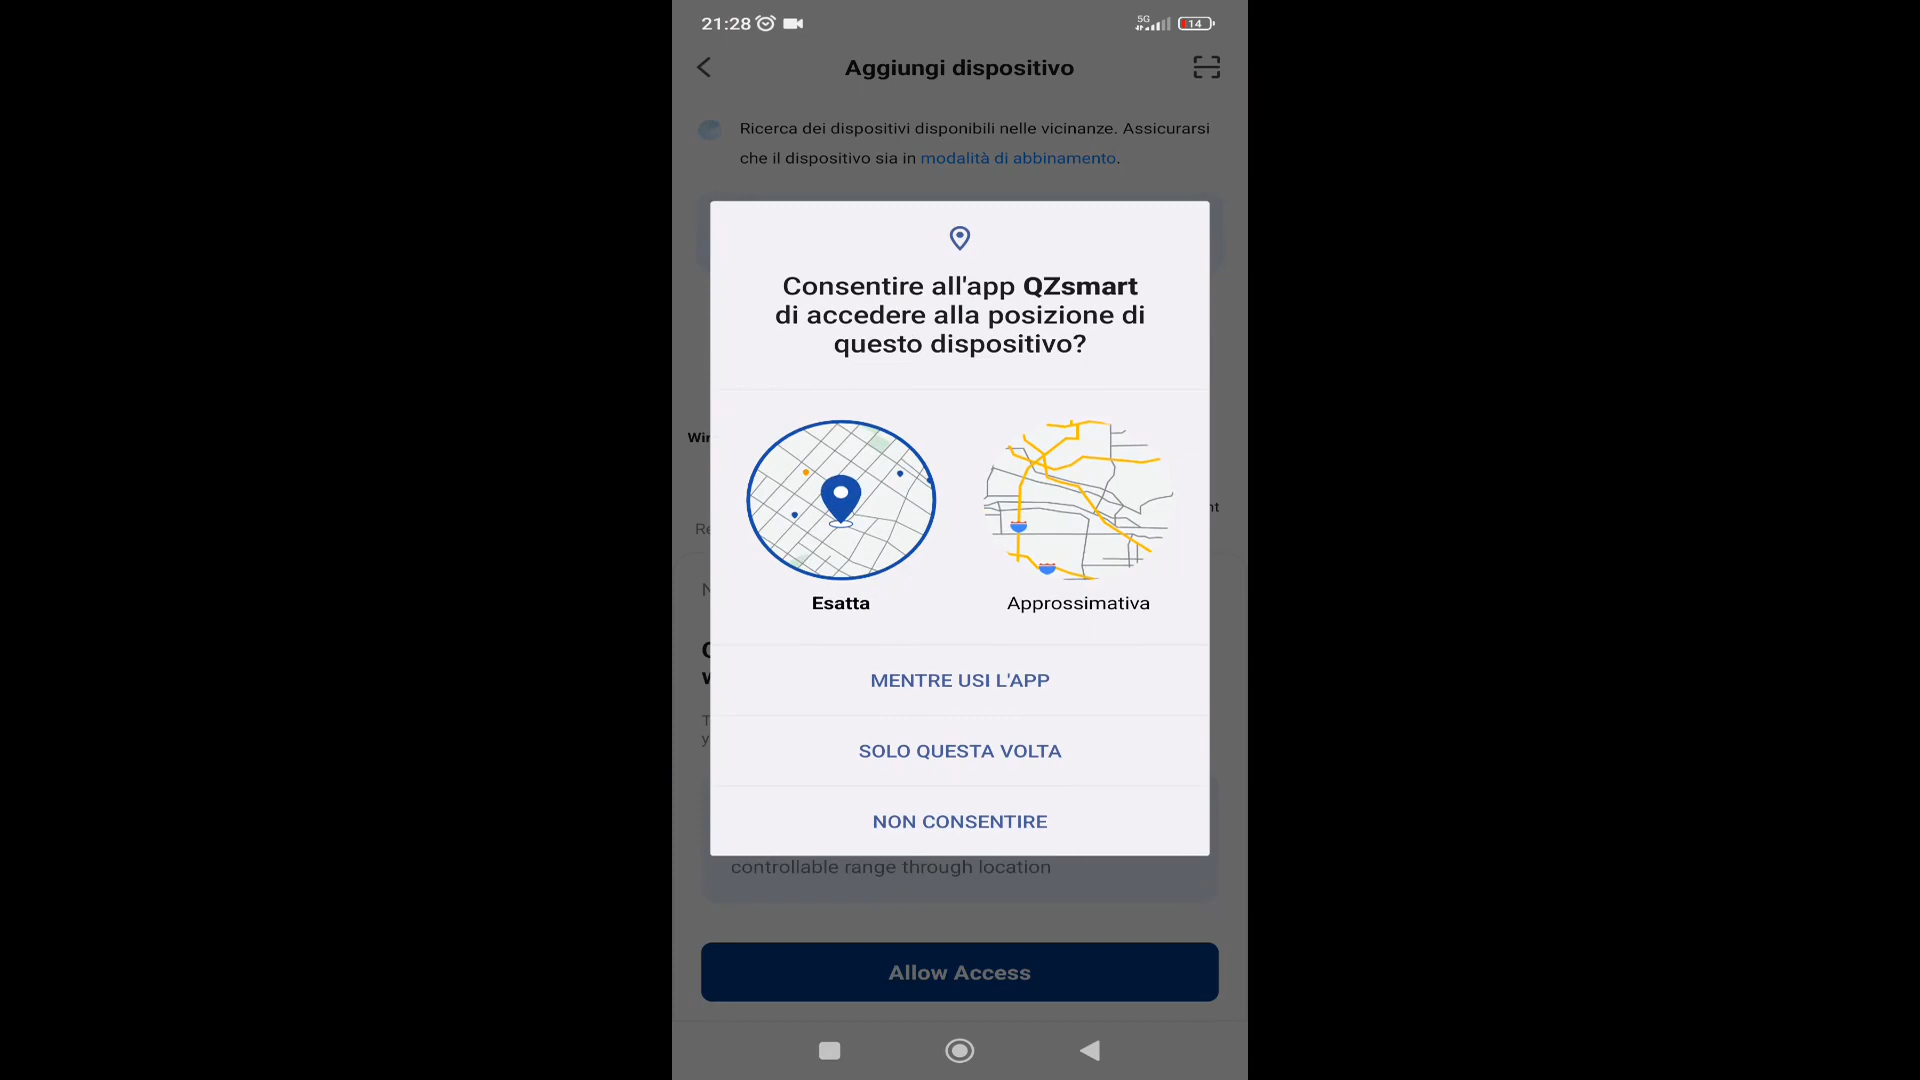 21:28
5G
14
Aggiungi dispositivo
Ricerca dei dispositivi disponibili nelle vicinanze. Assicurarsi
che il dispositivo sia in modalità di abbinamento.
Consentire all'app QZsmart
di accedere alla posizione di
questo dispositivo?
Esatta
Approssimativa
MENTRE USI L'APP
SOLO QUESTA VOLTA
NON CONSENTIRE
controllable range through location
Allow Access